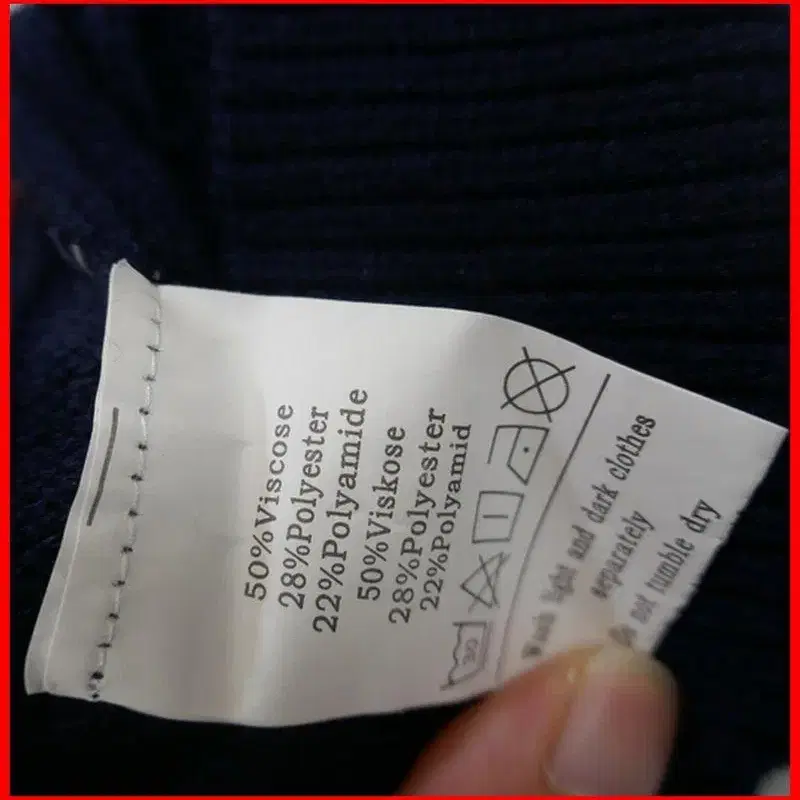 50%Viscose
28%Polyester
22%Polyamide
50%Viskose
28%Polyester
22%Polyamid
30
Wash light and dark clothes
separately
do not tumble dry